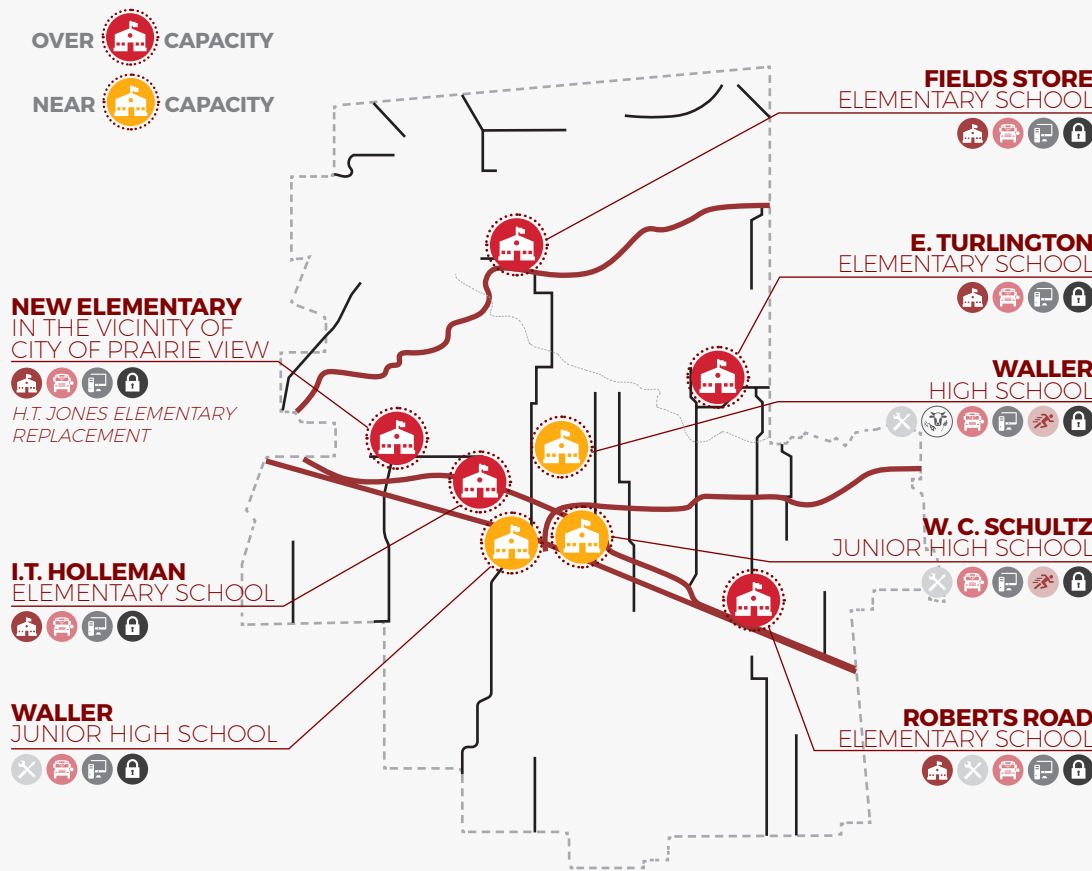 OVER CAPACITY
NEAR CAPACITY
FIELDS STORE
ELEMENTARY SCHOOL
E. TURLINGTON
ELEMENTARY SCHOOL
NEW ELEMENTARY
IN THE VICINITY OF
CITY OF PRAIRIE VIEW
H.T. JONES ELEMENTARY
REPLACEMENT
WALLER
HIGH SCHOOL
W. C. SCHULTZ
JUNIOR HIGH SCHOOL
I.T. HOLLEMAN
ELEMENTARY SCHOOL
WALLER
JUNIOR HIGH SCHOOL
ROBERTS ROAD
ELEMENTARY SCHOOL